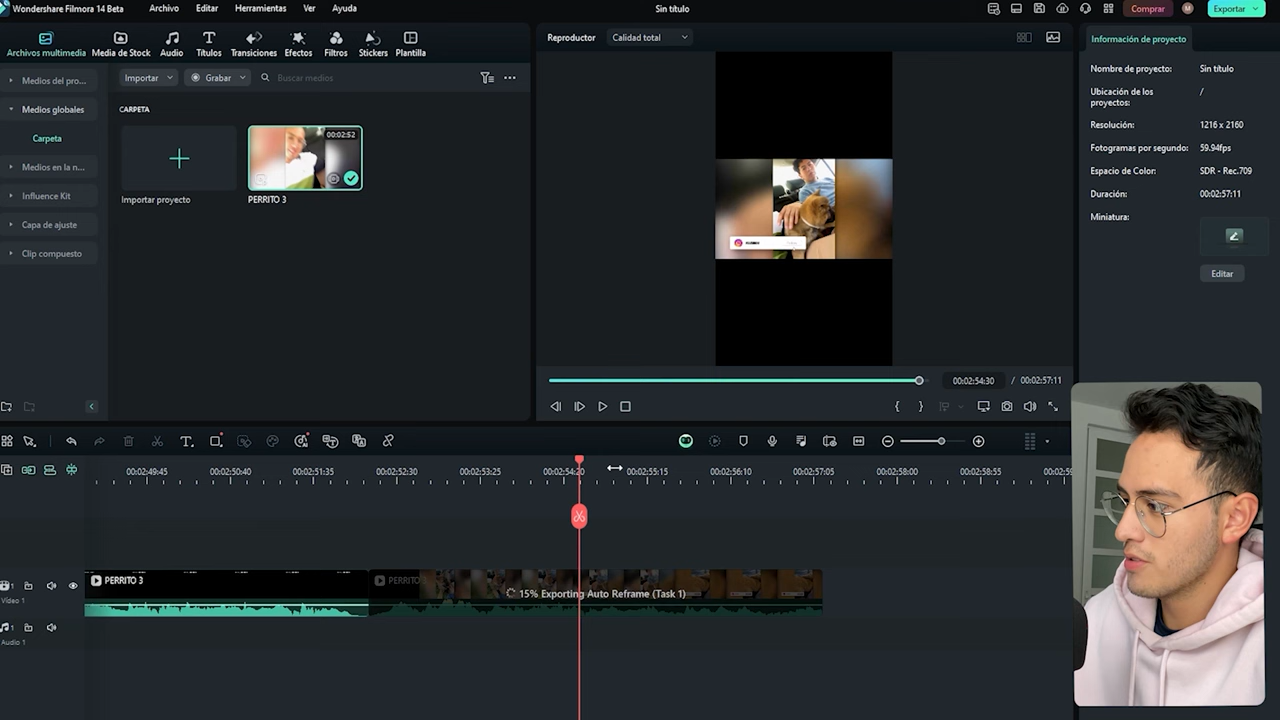 Wondershare Filmora 14 Beta
Archivo
Editar
Herramientas
Ver
Ayuda
Sin título
Comprar
M
Exportar
Archivos multimedia
Media de Stock
Audio
Títulos
Transiciones
Efectos
Filtros
Stickers
Plantilla
Reproductor
Calidad total
Información de proyecto
Medios del pro...
Medios globales
Carpeta
Medios en la n...
Influence Kit
Capa de ajuste
Clip compuesto
Importar
Grabar
Buscar medios
CARPETA
00:02:52
Importar proyecto
PERRITO 3
Nombre de proyecto: Sin título
Ubicación de los proyectos: /
Resolución: 1216 x 2160
Fotogramas por segundo: 59.94fps
Espacio de Color: SDR - Rec.709
Duración: 00:02:57:11
Miniatura:
Editar
00:02:54:30 / 00:02:57:11
00:02:49:45
00:02:50:40
00:02:51:35
00:02:52:30
00:02:53:25
00:02:54:20
00:02:55:15
00:02:56:10
00:02:57:05
00:02:58:00
00:02:58:55
PERRITO 3
PERRITO
15% Exporting Auto Reframe (Task 1)
1
Video 1
1
Audio 1